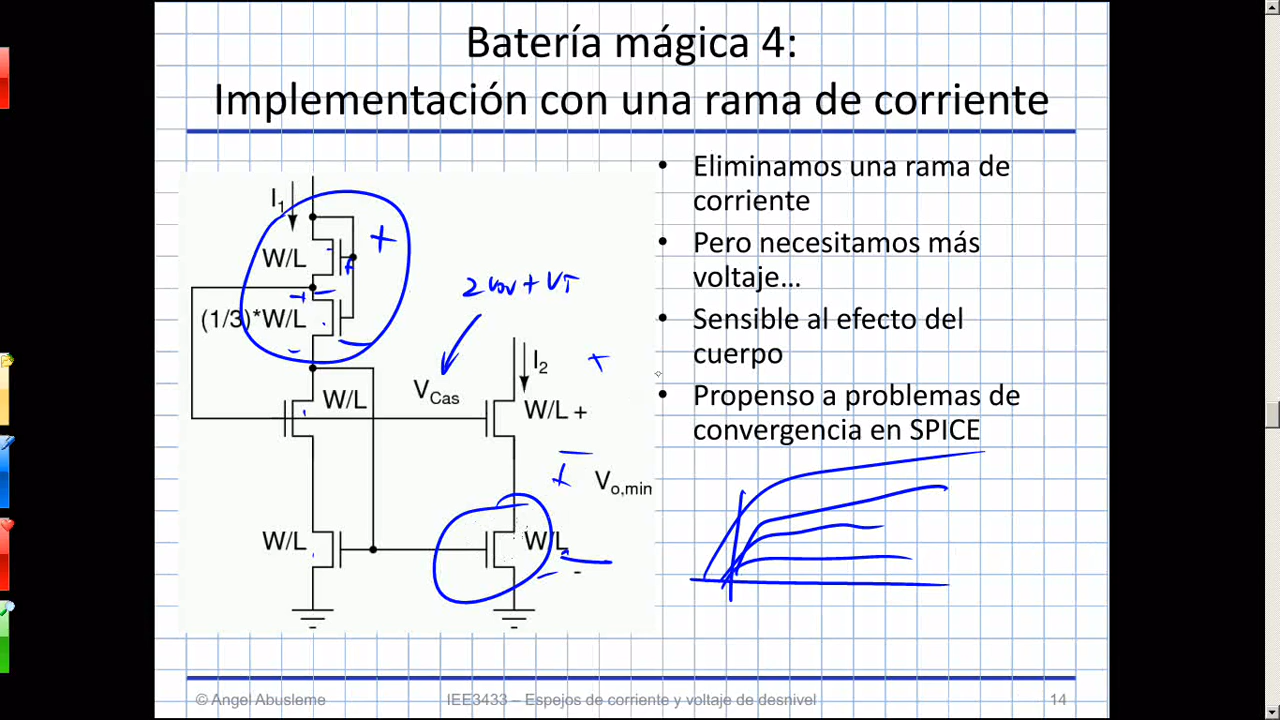 Batería mágica 4:
Implementación con una rama de corriente
I1
W/L
+
(1/3)*W/L
2Vov + VT
W/L
VCas
I2
+
W/L +
+
Vo,min
W/L
W/L
-
• Eliminamos una rama de
corriente
• Pero necesitamos más
voltaje...
• Sensible al efecto del
cuerpo
• Propenso a problemas de
convergencia en SPICE
© Angel Abusleme
IEE3433 – Espejos de corriente y voltaje de desnivel
14